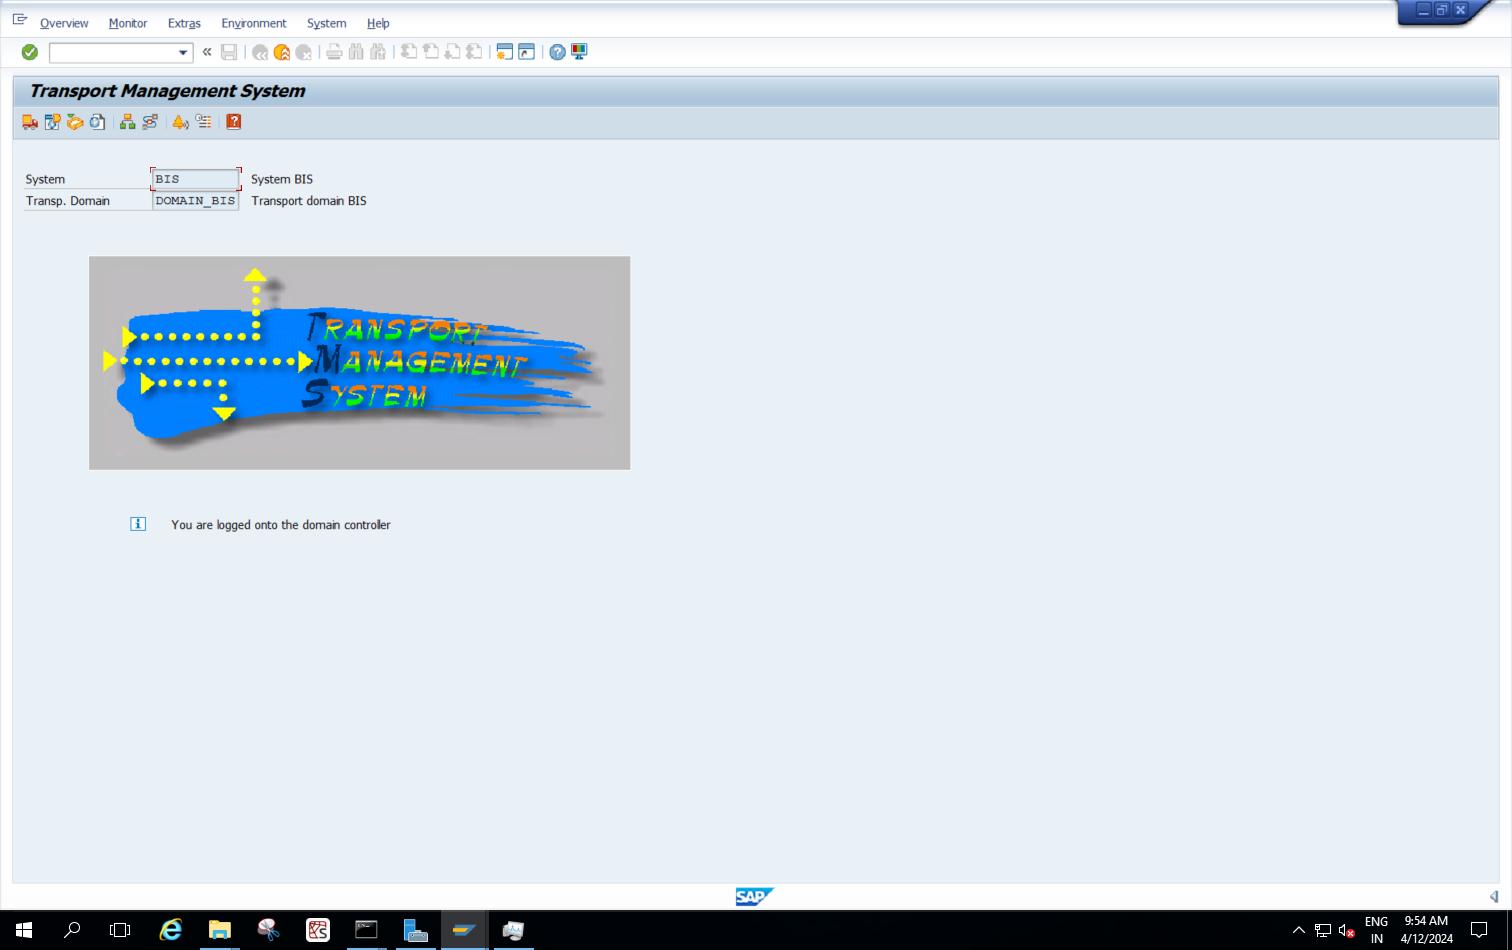 Overview Monitor Extras Environment System Help
Transport Management System
System BIS System BIS
Transp. Domain DOMAIN_BIS Transport domain BIS
TRANSPORT
MANAGEMENT
SYSTEM
You are logged onto the domain controller
SAP
ENG 9:54 AM
IN 4/12/2024